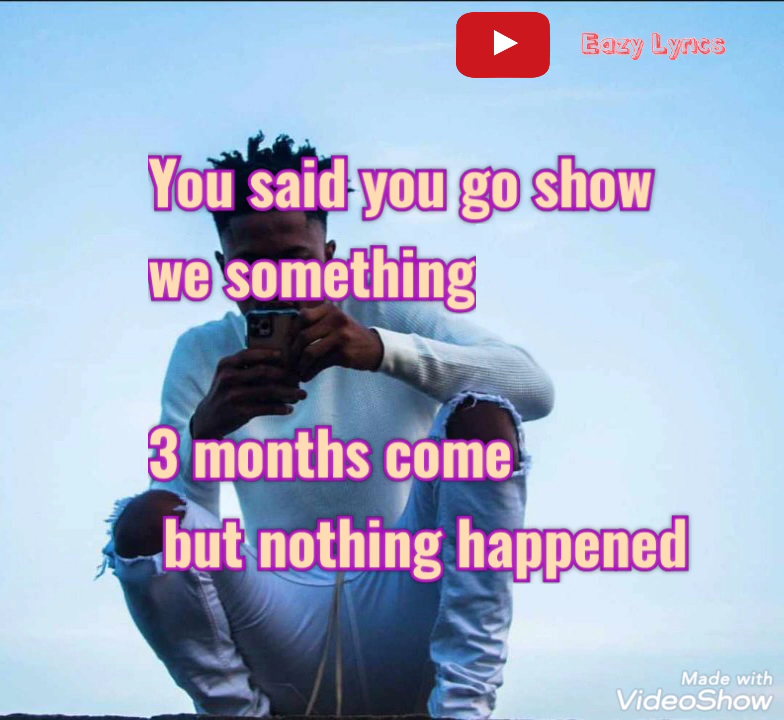 Eazy Lyrics
You said you go show
we something
3 months come
but nothing happened
Made with
VideoShow